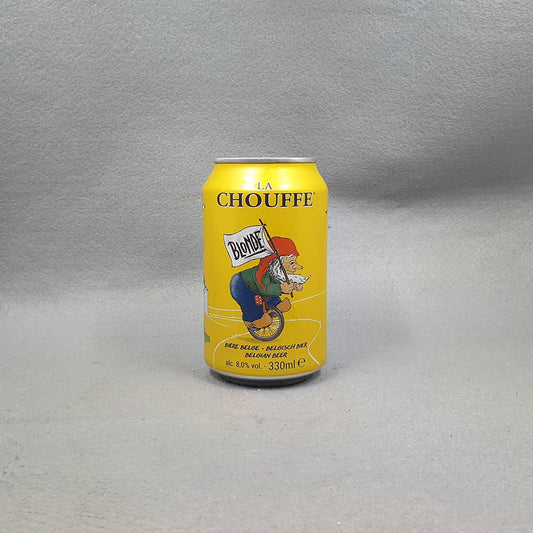 LA
CHOUFFE
BLONDE
BIÈRE BELGE • BELGISCH BIER
BELGIAN BEER
alc. 8,0% vol. - 330ml e